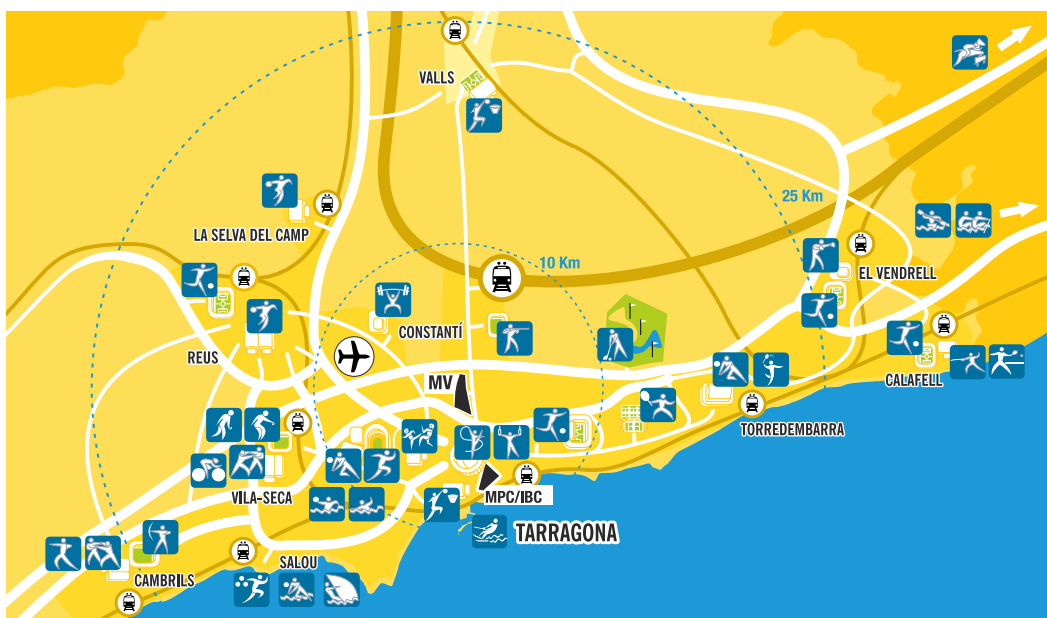 VALLS
25 Km
LA SELVA DEL CAMP
10 Km
EL VENDRELL
CONSTANTÍ
REUS
MV
CALAFELL
TORREDEMBARRA
VILA-SECA
MPC/IBC
TARRAGONA
SALOU
CAMBRILS